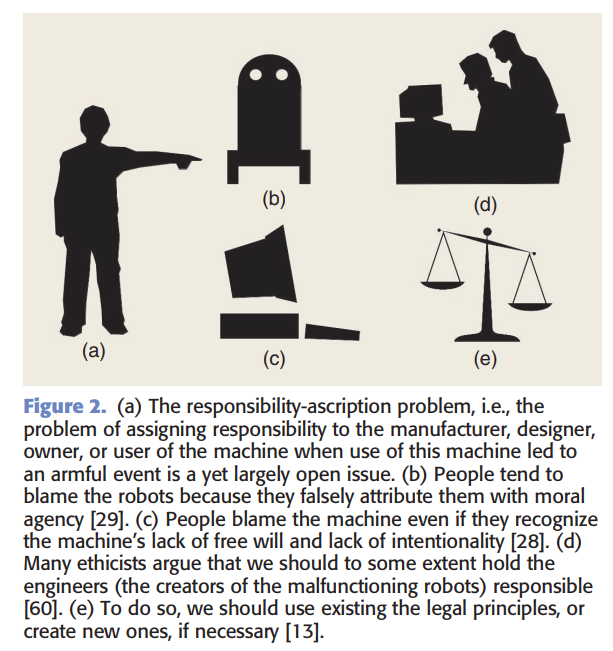 (b)
(d)
(a)
(c)
(e)
Figure 2. (a) The responsibility-ascription problem, i.e., the
problem of assigning responsibility to the manufacturer, designer,
owner, or user of the machine when use of this machine led to
an armful event is a yet largely open issue. (b) People tend to
blame the robots because they falsely attribute them with moral
agency [29]. (c) People blame the machine even if they recognize
the machine's lack of free will and lack of intentionality [28]. (d)
Many ethicists argue that we should to some extent hold the
engineers (the creators of the malfunctioning robots) responsible
[60]. (e) To do so, we should use existing the legal principles, or
create new ones, if necessary [13].